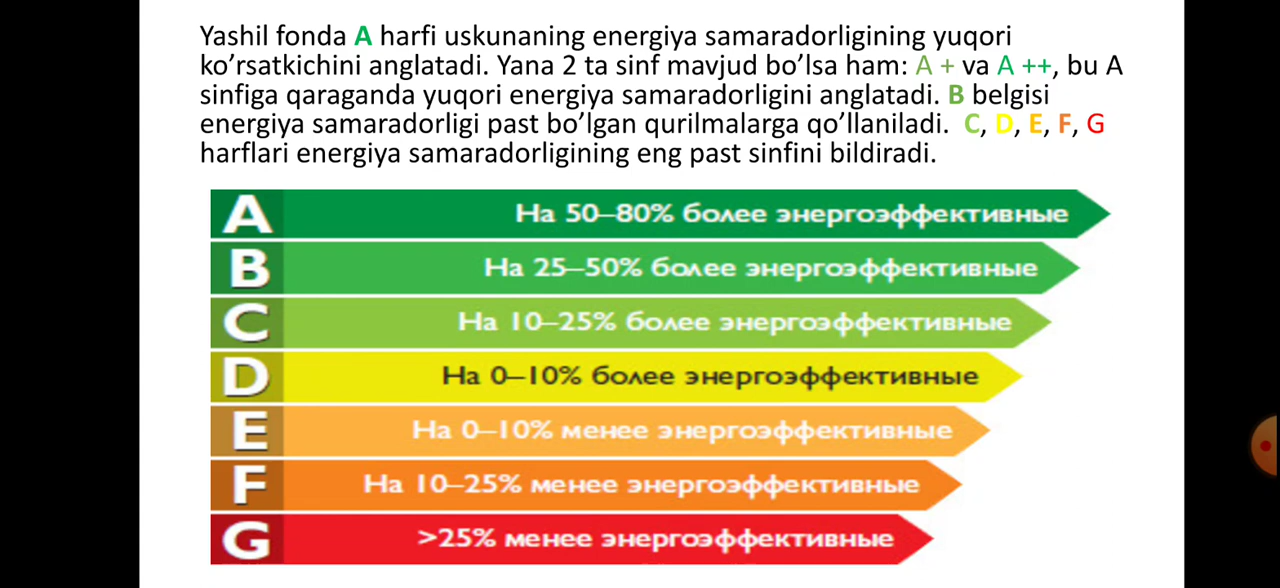 Yashil fonda A harfi uskunaning energiya samaradorligining yuqori
ko’rsatkichini anglatadi. Yana 2 ta sinf mavjud bo’lsa ham: A + va A ++, bu A
sinfiga qaraganda yuqori energiya samaradorligini anglatadi. B belgisi
energiya samaradorligi past bo’lgan qurilmalarga qo’llaniladi. C, D, E, F, G
harflari energiya samaradorligining eng past sinfini bildiradi.
A На 50–80% более энергоэффективные
B На 25–50% более энергоэффективные
C На 10–25% более энергоэффективные
D На 0–10% более энергоэффективные
E На 0–10% менее энергоэффективные
F На 10–25% менее энергоэффективные
G >25% менее энергоэффективные